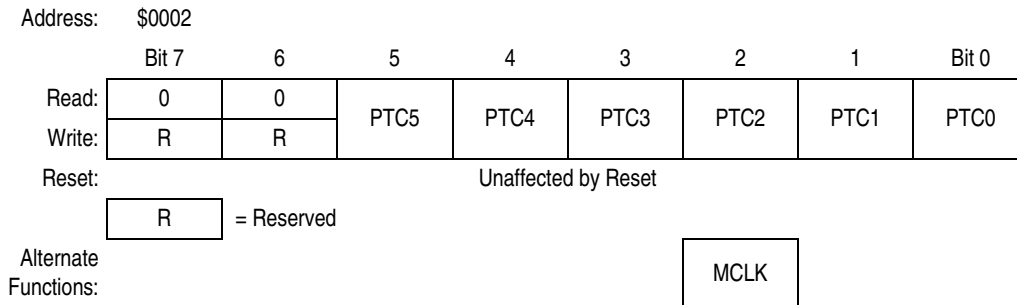 Address: $0002
Bit 7 6 5 4 3 2 1 Bit 0
Read: 0 0 PTC5 PTC4 PTC3 PTC2 PTC1 PTC0
Write: R R
Reset: Unaffected by Reset
R = Reserved
Alternate
Functions: MCLK